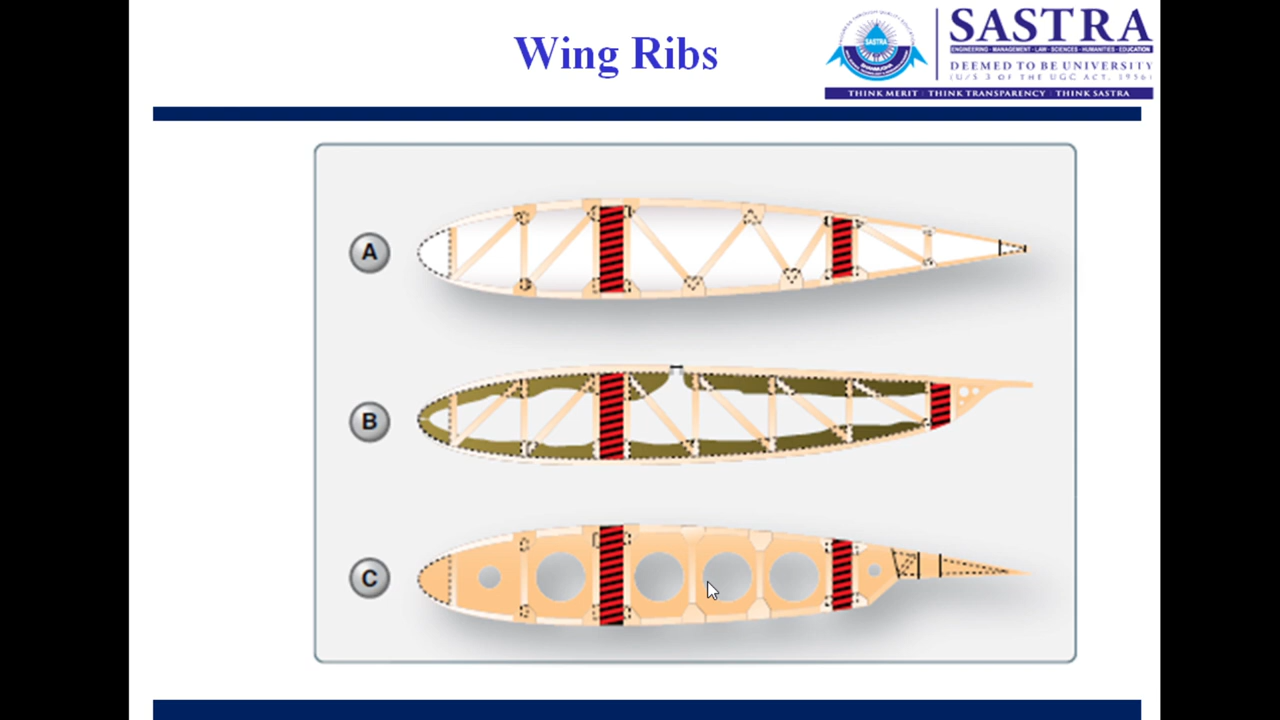 Wing Ribs
SASTRA
ENGINEERING · MANAGEMENT · LAW · SCIENCES · HUMANITIES · EDUCATION
DEEMED TO BE UNIVERSITY
(U/S 3 OF THE UGC ACT, 1956)
THINK MERIT | THINK TRANSPARENCY | THINK SASTRA
SASTRA
A
B
C